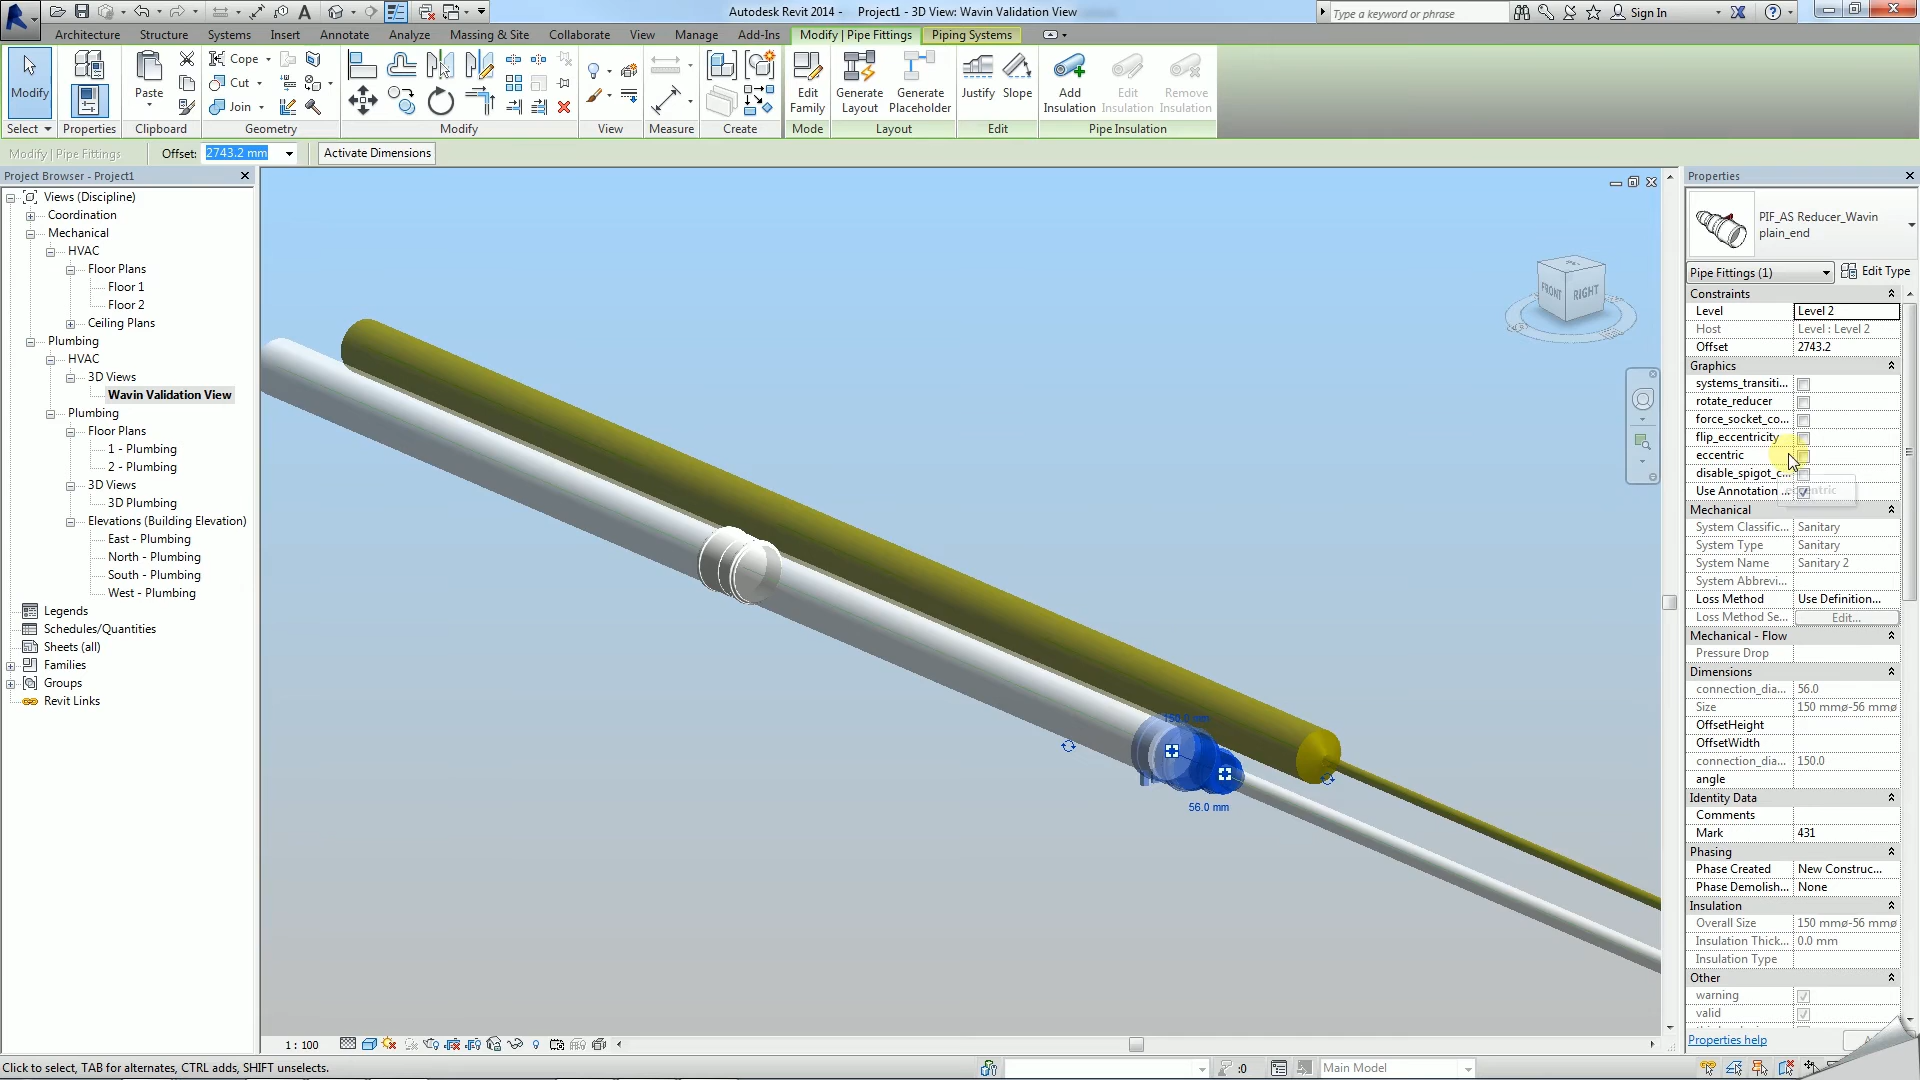 Autodesk Revit 2014 - Project1 - 3D View: Wavin Validation View
Type a keyword or phrase
Sign In
Architecture Structure Systems Insert Annotate Analyze Massing & Site Collaborate View Manage Add-Ins Modify | Pipe Fittings Piping Systems
Modify
Paste
Cope
Cut
Join
Edit Family
Generate Layout
Generate Placeholder
Justify
Slope
Add Insulation
Edit Insulation
Remove Insulation
Select Properties Clipboard Geometry Modify View Measure Create Mode Layout Edit Pipe Insulation
Modify | Pipe Fittings
Offset: 2743.2 mm
Activate Dimensions
Project Browser - Project1
Views (Discipline)
Coordination
Mechanical
HVAC
Floor Plans
Floor 1
Floor 2
Ceiling Plans
Plumbing
HVAC
3D Views
Wavin Validation View
Plumbing
Floor Plans
1 - Plumbing
2 - Plumbing
3D Views
3D Plumbing
Elevations (Building Elevation)
East - Plumbing
North - Plumbing
South - Plumbing
West - Plumbing
Legends
Schedules/Quantities
Sheets (all)
Families
Groups
Revit Links
FRONT
RIGHT
150.0 mm
56.0 mm
Properties
PIF_AS Reducer_Wavin
plain_end
Pipe Fittings (1)
Edit Type
Constraints
Level Level 2
Host Level : Level 2
Offset 2743.2
Graphics
systems_transiti...
rotate_reducer
force_socket_co...
flip_eccentricity
eccentric
disable_spigot_c...
Use Annotation ...
Mechanical
System Classific... Sanitary
System Type Sanitary
System Name Sanitary 2
System Abbrevi...
Loss Method Use Definition...
Loss Method Se... Edit...
Mechanical - Flow
Pressure Drop
Dimensions
connection_dia... 56.0
Size 150 mmø-56 mmø
OffsetHeight
OffsetWidth
connection_dia... 150.0
angle
Identity Data
Comments
Mark 431
Phasing
Phase Created New Construc...
Phase Demolish... None
Insulation
Overall Size 150 mmø-56 mmø
Insulation Thick... 0.0 mm
Insulation Type
Other
warning
valid
Properties help
1 : 100
Click to select, TAB for alternates, CTRL adds, SHIFT unselects.
:0
Main Model